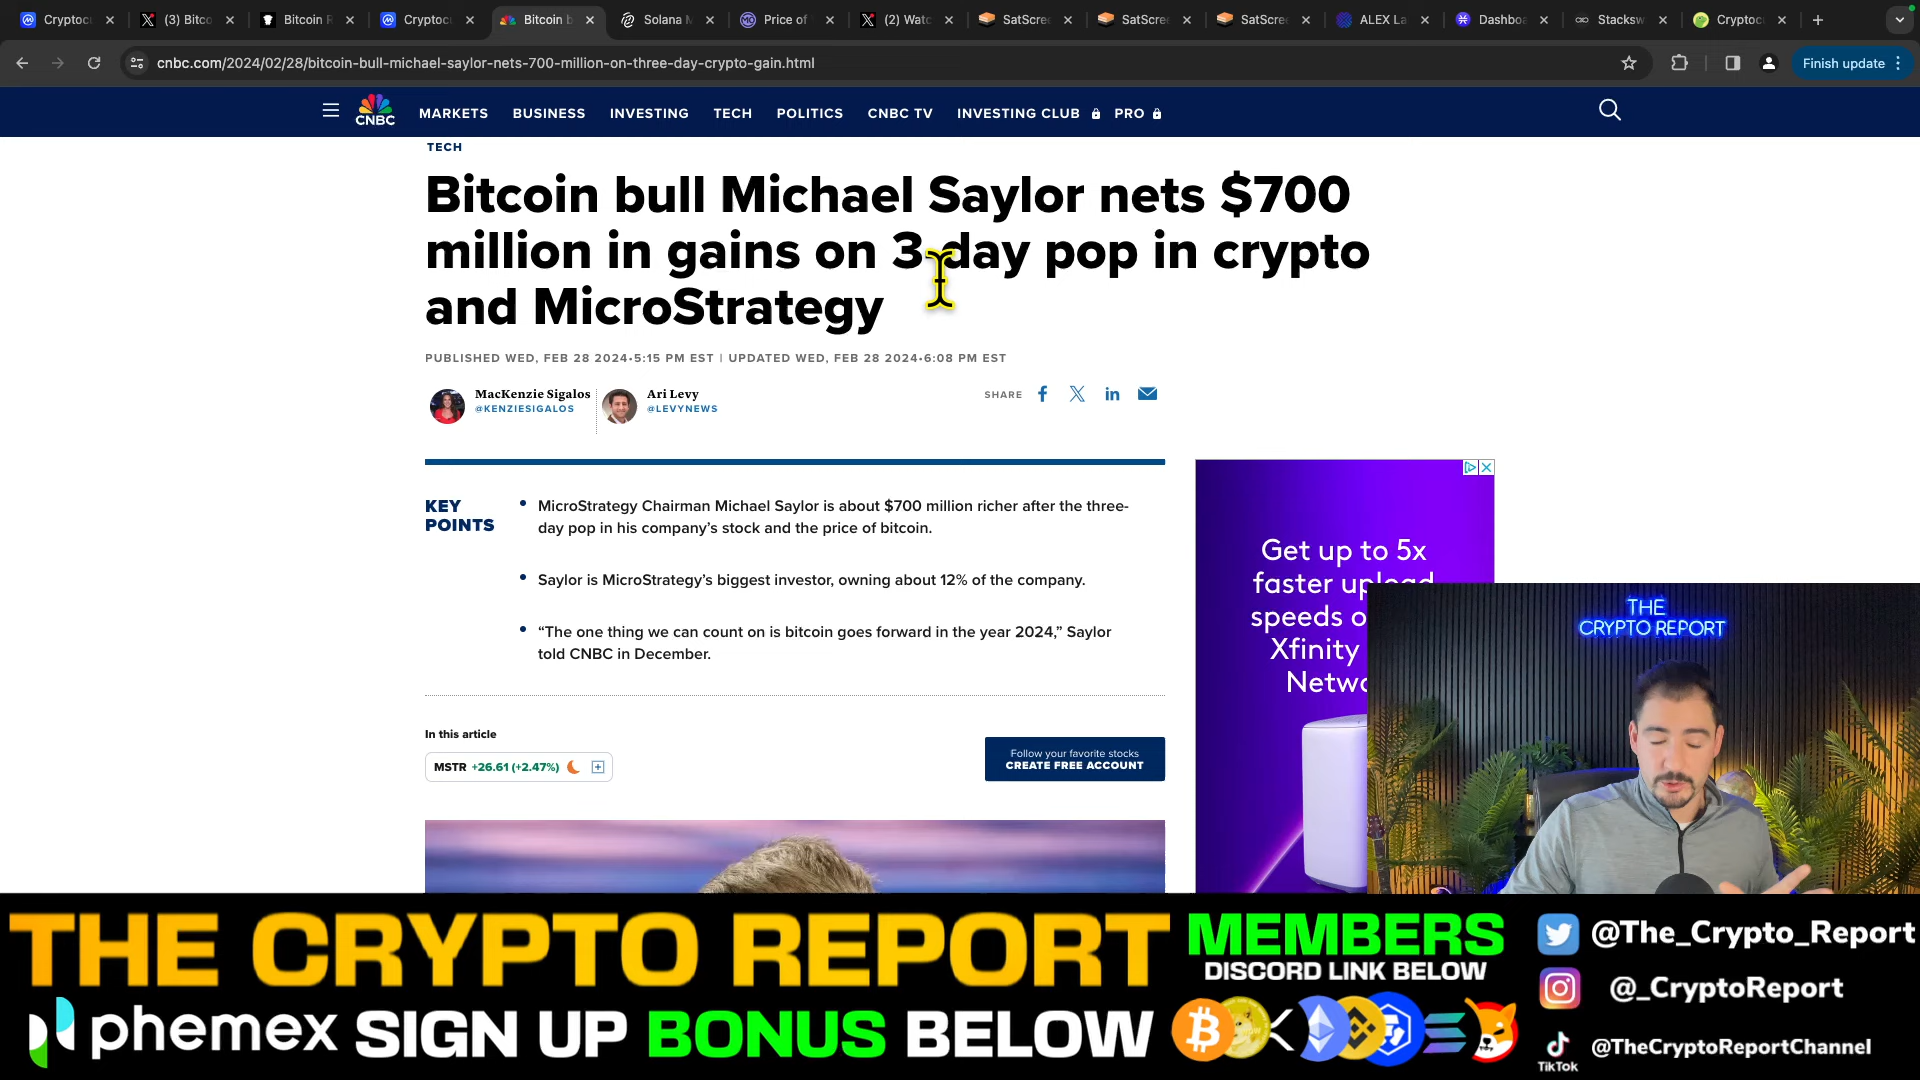 Cryptoc
(3) Bitco
Bitcoin R
Cryptoc
Bitcoin b
Solana M
Price of
(2) Watc
SatScre
SatScre
SatScre
ALEX La
Dashboa
Stacksw
Cryptoc
cnbc.com/2024/02/28/bitcoin-bull-michael-saylor-nets-700-million-on-three-day-crypto-gain.html
Finish update
CNBC
MARKETS BUSINESS INVESTING TECH POLITICS CNBC TV INVESTING CLUB PRO
TECH
Bitcoin bull Michael Saylor nets $700
million in gains on 3-day pop in crypto
and MicroStrategy
PUBLISHED WED, FEB 28 2024•5:15 PM EST | UPDATED WED, FEB 28 2024•6:08 PM EST
MacKenzie Sigalos
@KENZIESIGALOS
Ari Levy
@LEVYNEWS
SHARE
KEY
POINTS
• MicroStrategy Chairman Michael Saylor is about $700 million richer after the three-
day pop in his company’s stock and the price of bitcoin.
• Saylor is MicroStrategy’s biggest investor, owning about 12% of the company.
• “The one thing we can count on is bitcoin goes forward in the year 2024,” Saylor
told CNBC in December.
In this article
MSTR +26.61 (+2.47%)
Follow your favorite stocks
CREATE FREE ACCOUNT
Get up to 5x
faster upload
speeds o
Xfinity
Netwo
THE
CRYPTO REPORT
THE CRYPTO REPORT
phemex SIGN UP BONUS BELOW
MEMBERS
DISCORD LINK BELOW
@The_Crypto_Report
@_CryptoReport
TikTok
@TheCryptoReportChannel